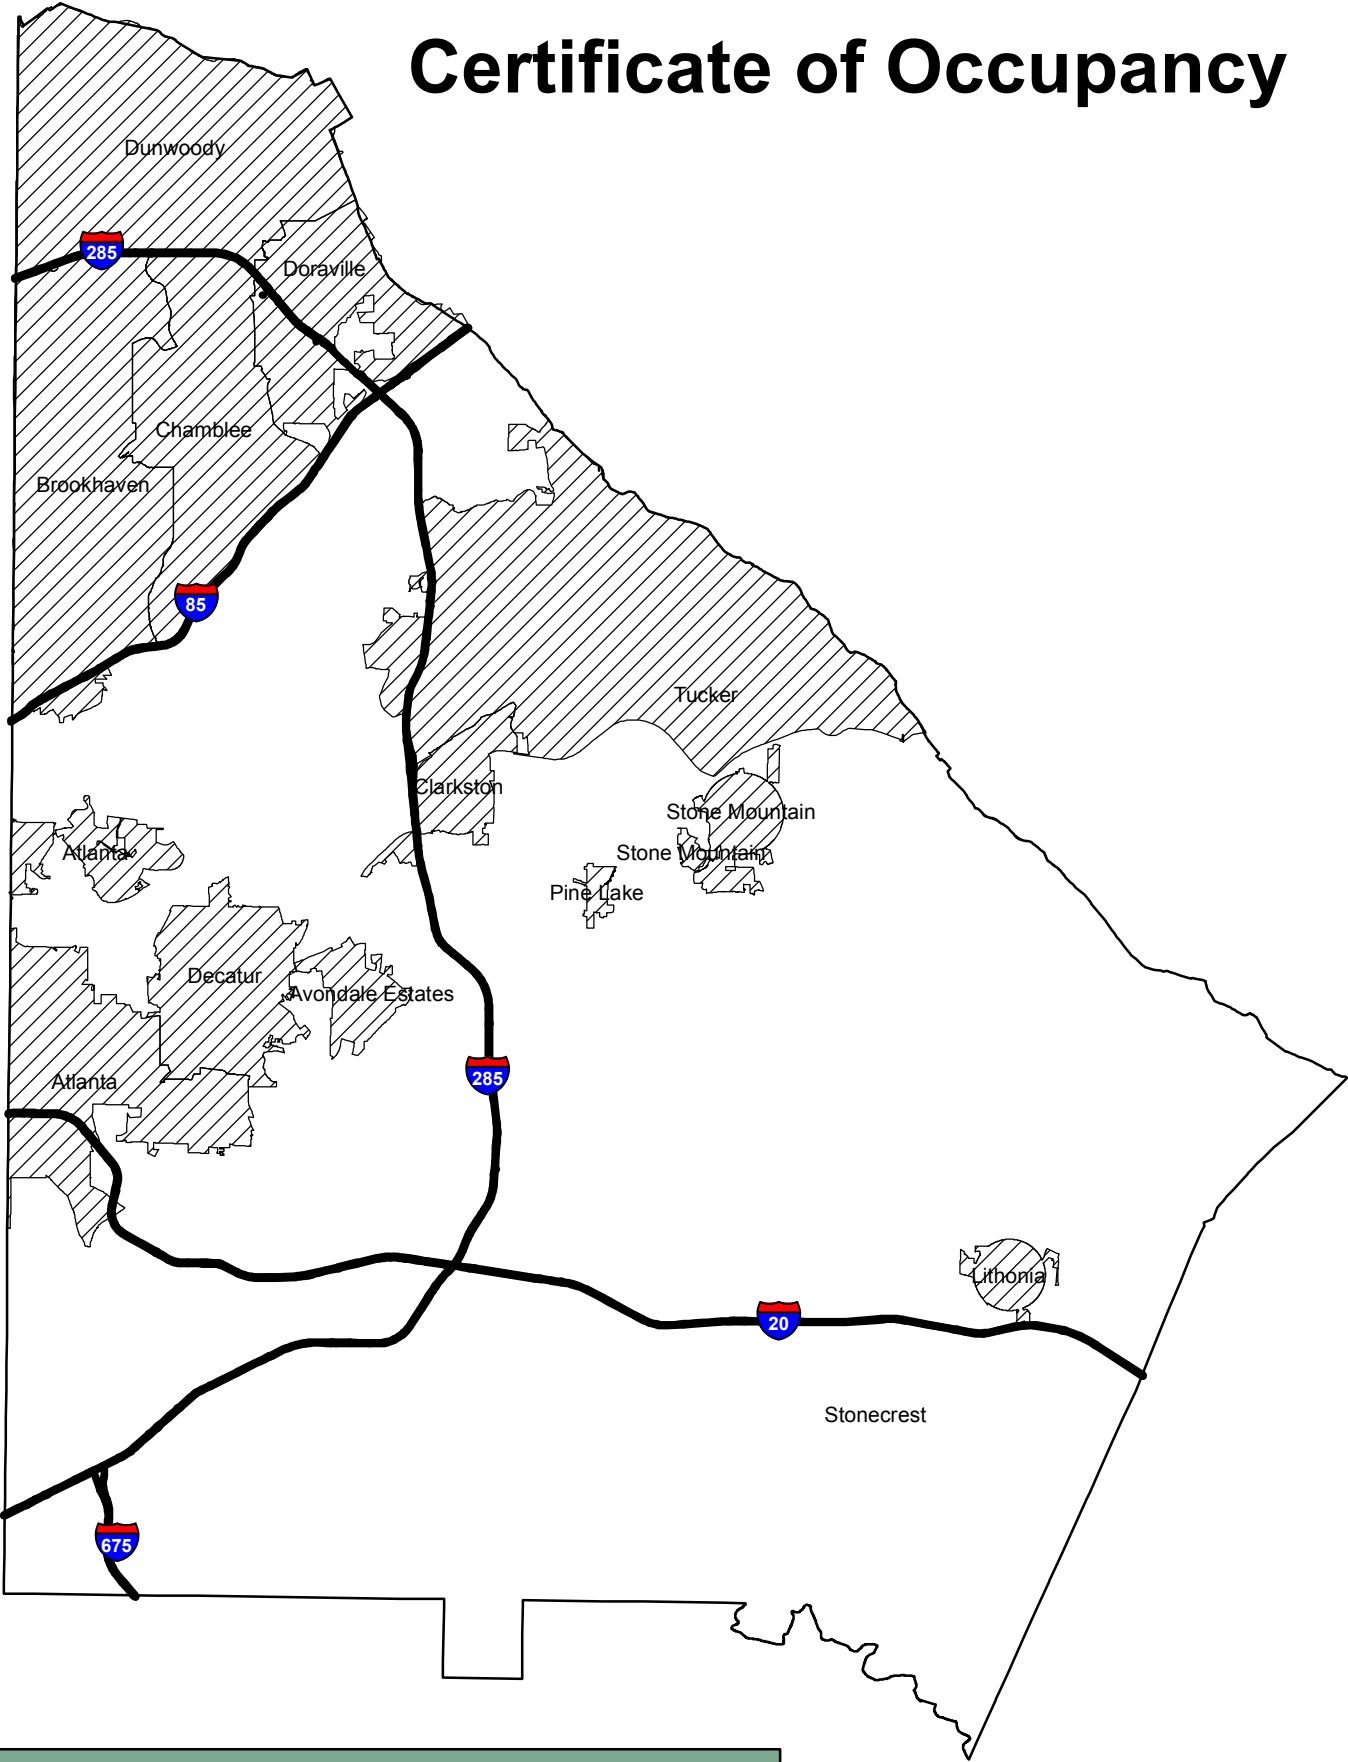 Certificate of Occupancy
Dunwoody
285
Doraville
Chamblee
Brookhaven
85
Tucker
Clarkston
Stone Mountain
Atlanta
Stone Mountain
Pine Lake
Decatur
Avondale Estates
285
Atlanta
Lithonia
20
Stonecrest
675